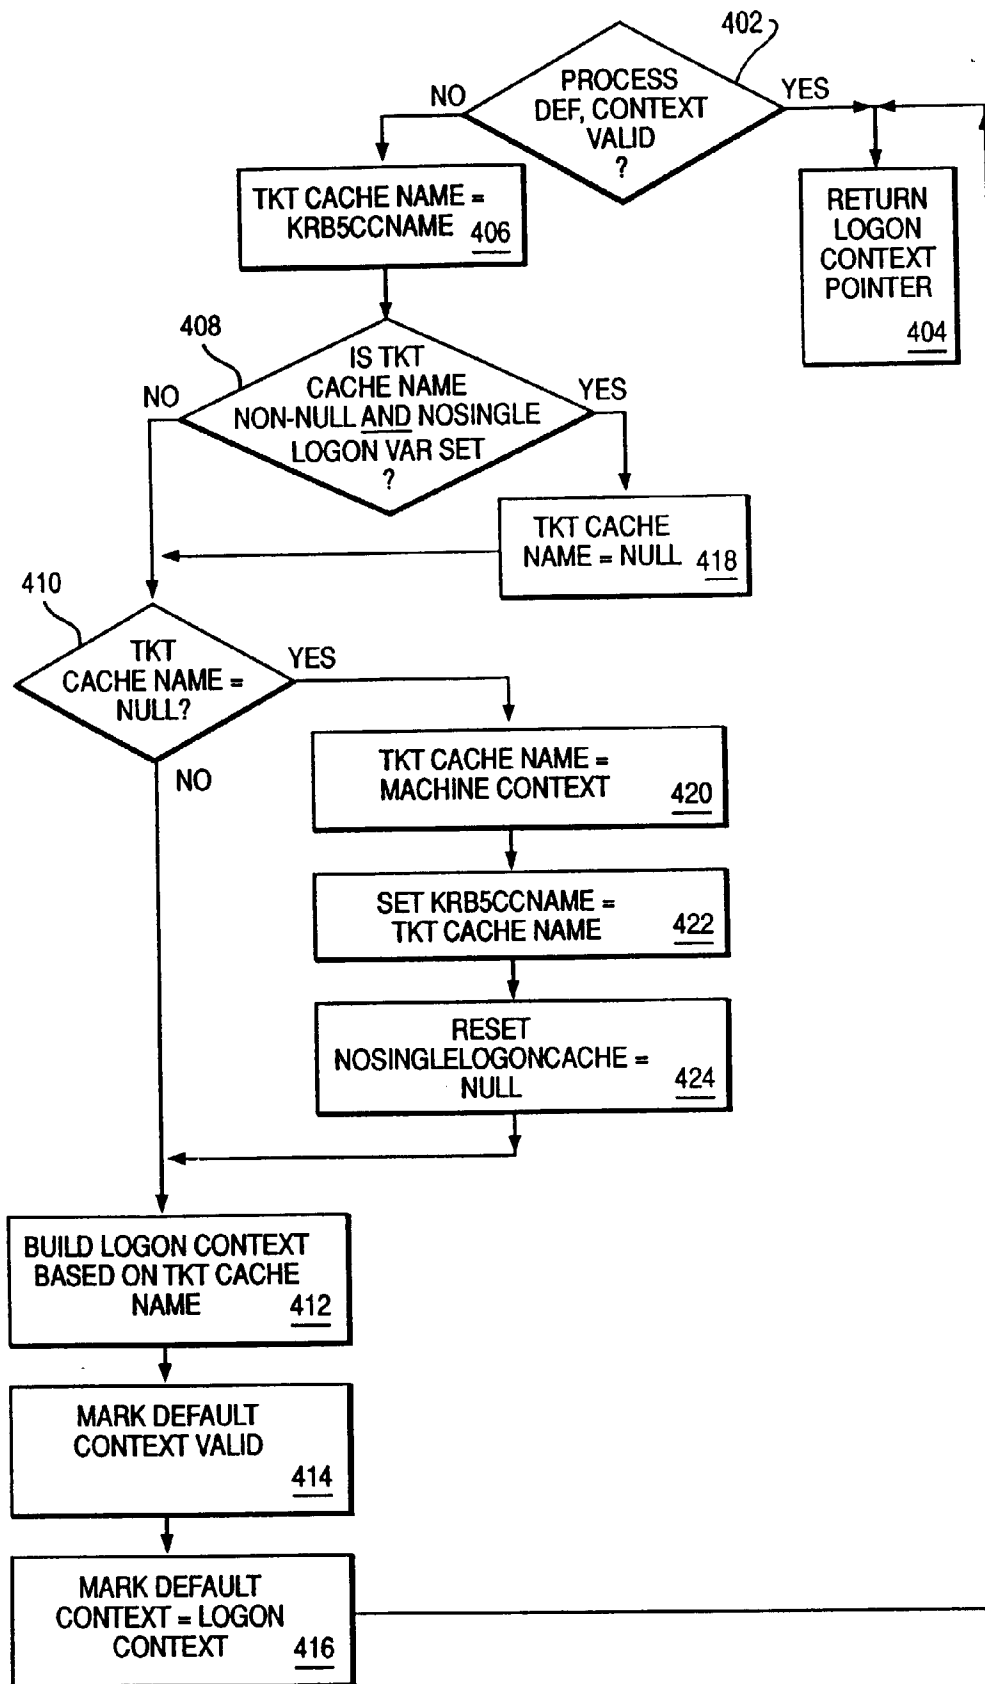 402
PROCESS
DEF, CONTEXT
VALID
?
NO
YES
TKT CACHE NAME =
KRB5CCNAME
406
RETURN
LOGON
CONTEXT
POINTER
404
408
IS TKT
CACHE NAME
NON-NULL AND NOSINGLE
LOGON VAR SET
?
NO
YES
TKT CACHE
NAME = NULL
418
410
TKT
CACHE NAME =
NULL?
YES
NO
TKT CACHE NAME =
MACHINE CONTEXT
420
SET KRB5CCNAME =
TKT CACHE NAME
422
RESET
NOSINGLELOGONCACHE =
NULL
424
BUILD LOGON CONTEXT
BASED ON TKT CACHE
NAME
412
MARK DEFAULT
CONTEXT VALID
414
MARK DEFAULT
CONTEXT = LOGON
CONTEXT
416